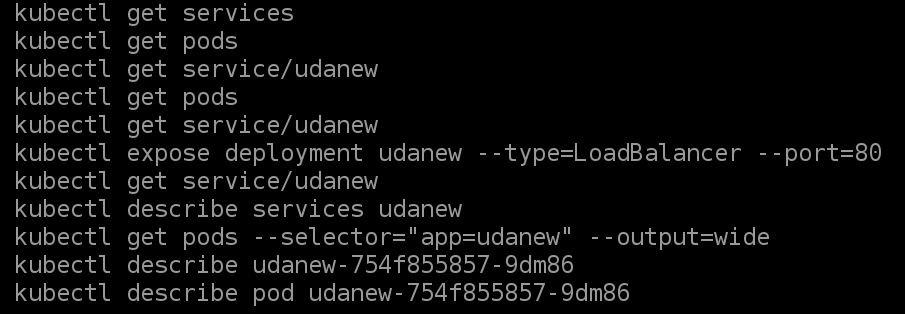 kubectl get services
kubectl get pods
kubectl get service/udanew
kubectl get pods
kubectl get service/udanew
kubectl expose deployment udanew --type=LoadBalancer --port=80
kubectl get service/udanew
kubectl describe services udanew
kubectl get pods --selector="app=udanew" --output=wide
kubectl describe udanew-754f855857-9dm86
kubectl describe pod udanew-754f855857-9dm86